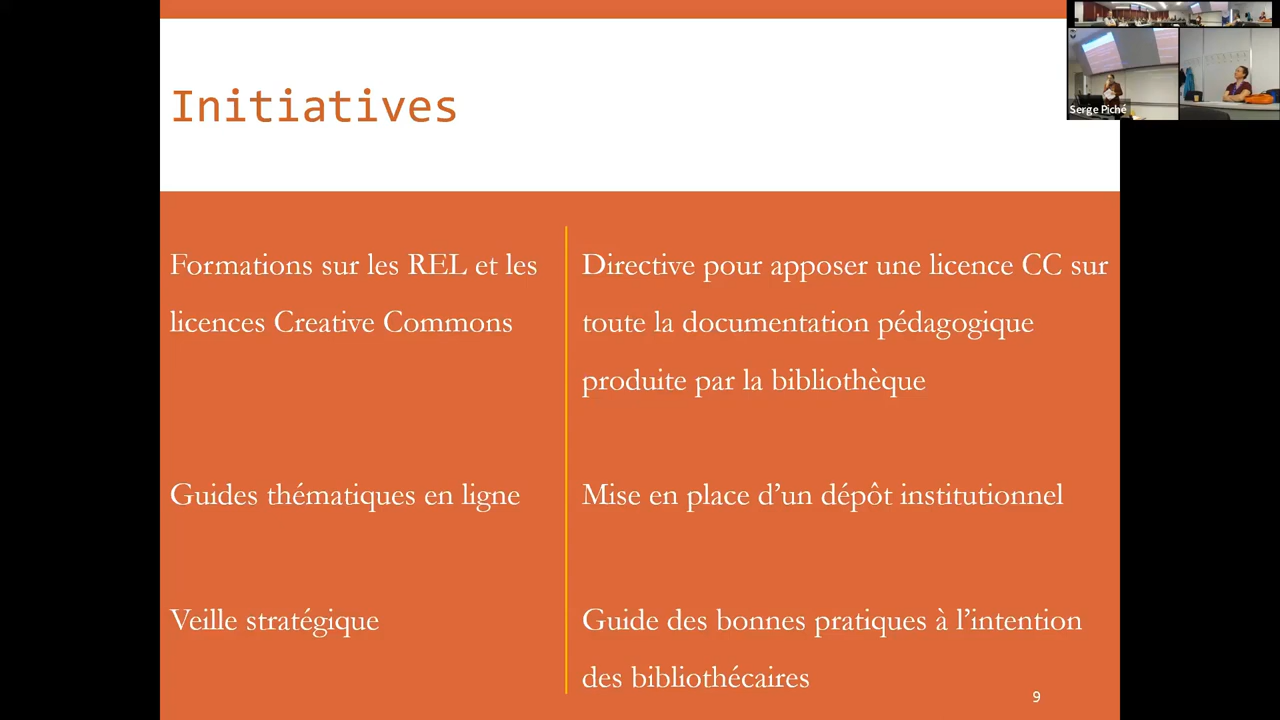 Initiatives
Serge Piché
Formations sur les REL et les
licences Creative Commons
Guides thématiques en ligne
Veille stratégique
Directive pour apposer une licence CC sur
toute la documentation pédagogique
produite par la bibliothèque
Mise en place d’un dépôt institutionnel
Guide des bonnes pratiques à l’intention
des bibliothécaires
9